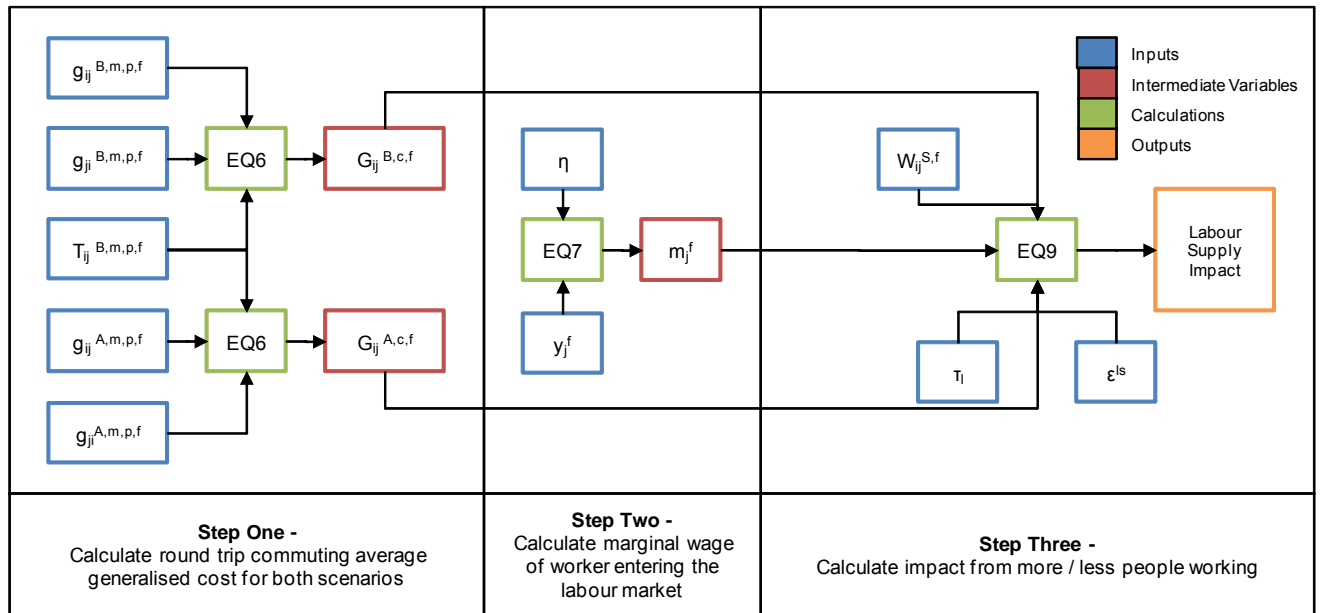 g_ij^B,m,p,f
g_ji^B,m,p,f
T_ij^B,m,p,f
g_ij^A,m,p,f
g_ji^A,m,p,f
EQ6
EQ6
G_ij^B,c,f
G_ij^A,c,f
η
EQ7
y_j^f
m_j^f
W_ij^S,f
EQ9
τ_l
ε^ls
Labour
Supply
Impact
Inputs
Intermediate Variables
Calculations
Outputs
Step One -
Calculate round trip commuting average
generalised cost for both scenarios
Step Two -
Calculate marginal wage
of worker entering the
labour market
Step Three -
Calculate impact from more / less people working